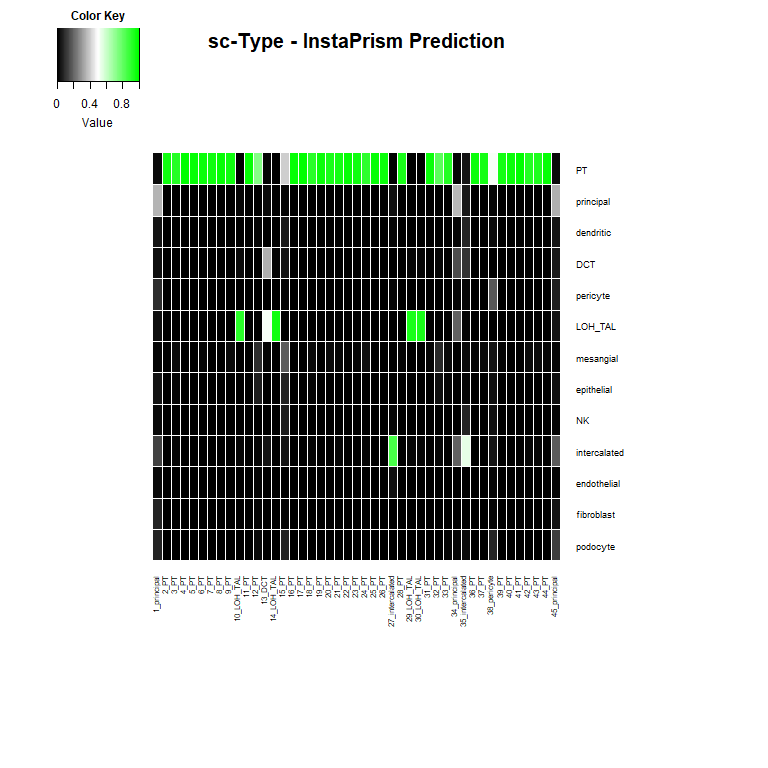 Color Key
sc-Type - InstaPrism Prediction
0 0.4 0.8
Value
PT
principal
dendritic
DCT
pericyte
LOH_TAL
mesangial
epithelial
NK
intercalated
endothelial
fibroblast
podocyte
1_principal
2_PT
3_PT
4_PT
5_PT
6_PT
7_PT
8_PT
9_PT
10_LOH_TAL
11_PT
12_PT
13_DCT
14_LOH_TAL
15_PT
16_PT
17_PT
18_PT
19_PT
20_PT
21_PT
22_PT
23_PT
24_PT
25_PT
26_PT
27_intercalated
28_PT
29_LOH_TAL
30_LOH_TAL
31_PT
32_PT
33_PT
34_principal
35_intercalated
36_PT
37_PT
38_pericyte
39_PT
40_PT
41_PT
42_PT
43_PT
44_PT
45_principal